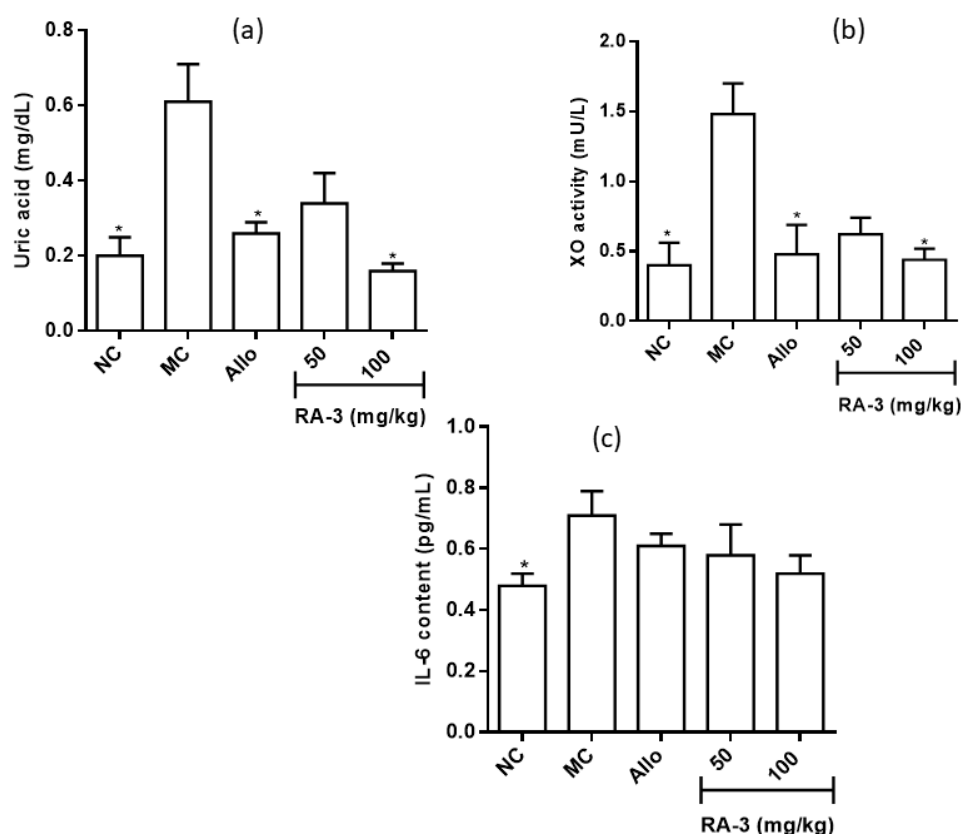 (a)
Uric acid (mg/dL)
0.8
0.6
0.4
0.2
0.0
*
*
*
NC
MC
Allo
50
100
RA-3 (mg/kg)
(b)
XO activity (mU/L)
2.0
1.5
1.0
0.5
0.0
*
*
*
NC
MC
Allo
50
100
RA-3 (mg/kg)
(c)
IL-6 content (pg/mL)
1.0
0.8
0.6
0.4
0.2
0.0
*
NC
MC
Allo
50
100
RA-3 (mg/kg)